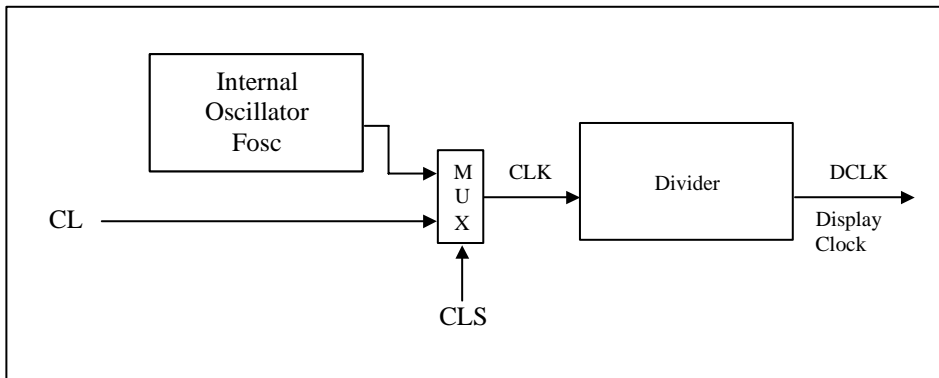 Internal
Oscillator
Fosc
M
U
X
CLK
Divider
DCLK
Display
Clock
CL
CLS